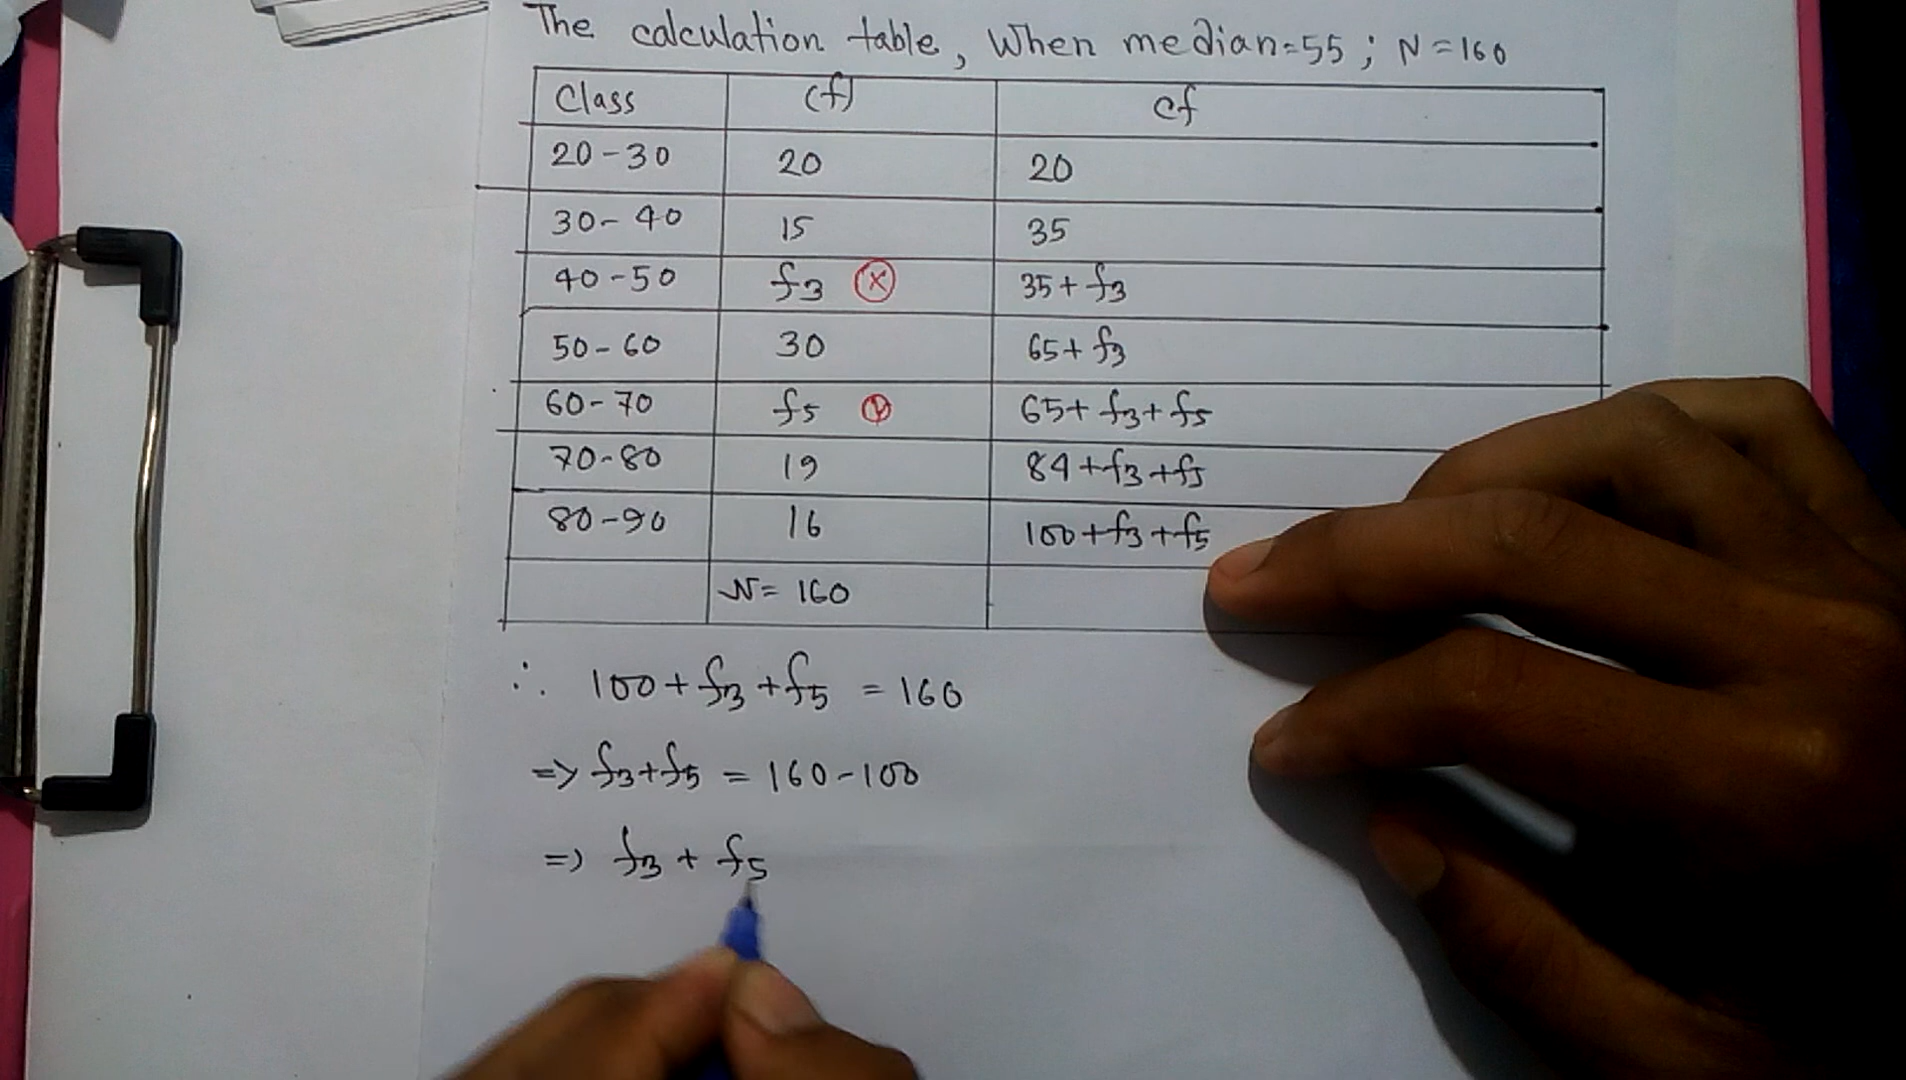 The calculation table, When median=55; N=160
Class (f) cf
20-30 20 20
30-40 15 35
40-50 f3 (x) 35+f3
50-60 30 65+f3
60-70 f5 (y) 65+f3+f5
70-80 19 84+f3+f5
80-90 16 100+f3+f5
N= 160
∴ 100+f3+f5 = 160
=> f3+f5 = 160-100
=> f3 + f5